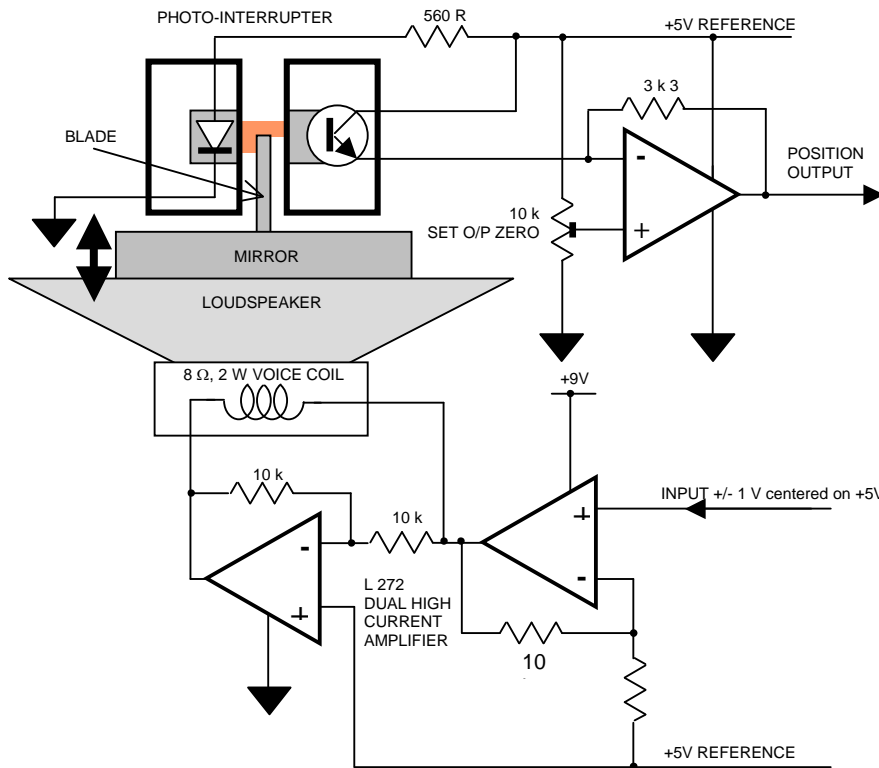 PHOTO-INTERRUPTER
560 R
+5V REFERENCE
3 k 3
BLADE
-
POSITION
OUTPUT
10 k
SET O/P ZERO
+
MIRROR
LOUDSPEAKER
8 Ω, 2 W VOICE COIL
+9V
10 k
INPUT +/- 1 V centered on +5V
+
10 k
-
-
L 272
DUAL HIGH
CURRENT
AMPLIFIER
+
10
+5V REFERENCE